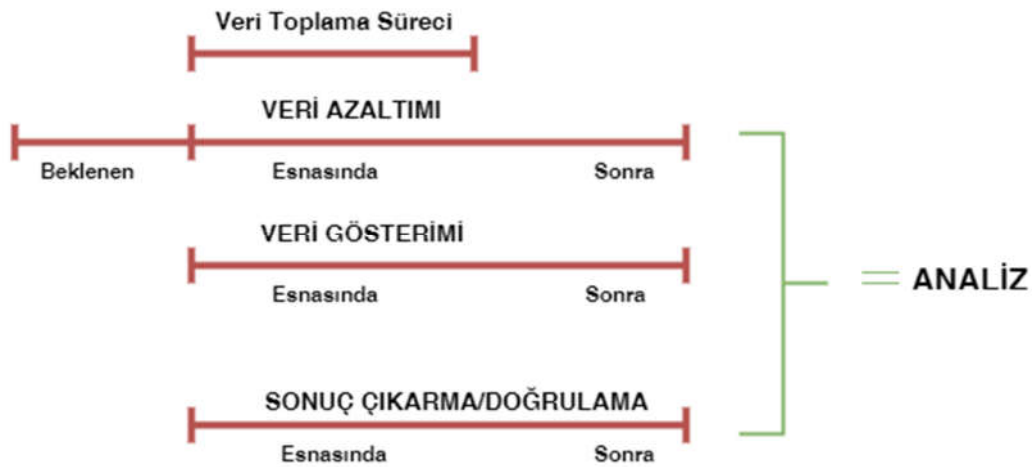 Veri Toplama Süreci
VERİ AZALTIMI
Beklenen Esnasında Sonra
VERİ GÖSTERİMİ
Esnasında Sonra
= ANALİZ
SONUÇ ÇIKARMA/DOĞRULAMA
Esnasında Sonra